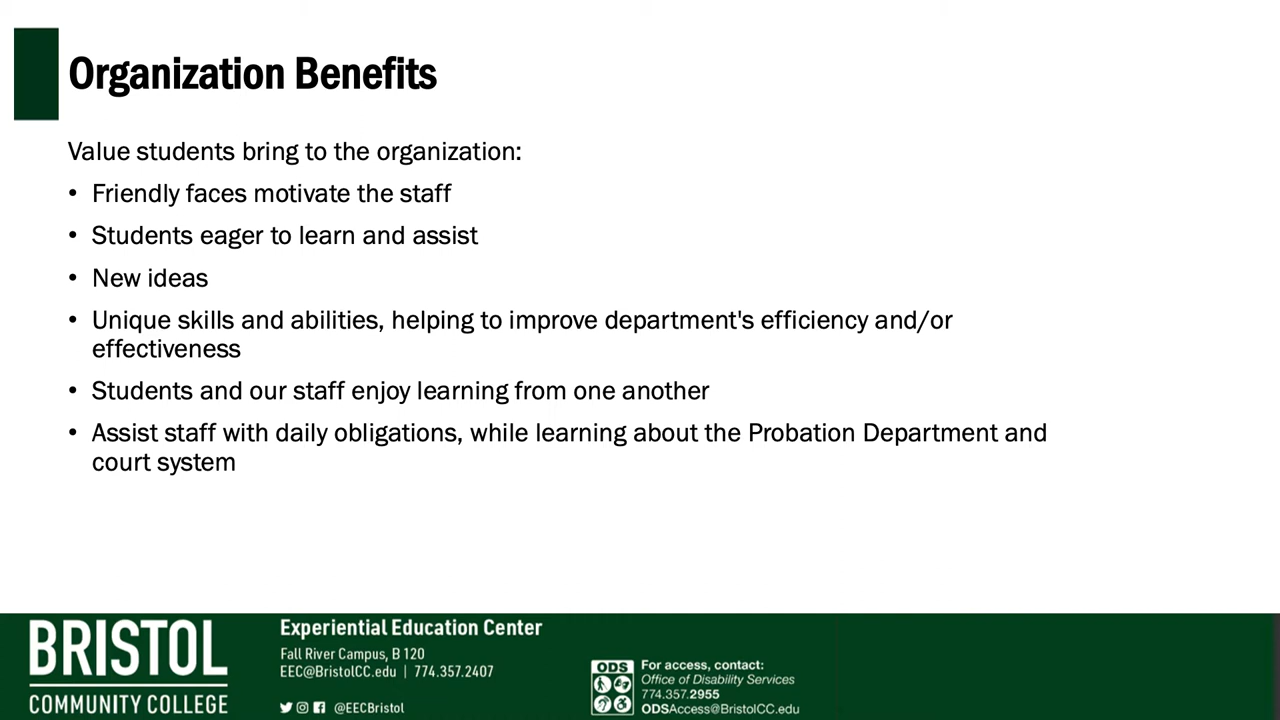 Organization Benefits
Value students bring to the organization:
• Friendly faces motivate the staff
• Students eager to learn and assist
• New ideas
• Unique skills and abilities, helping to improve department's efficiency and/or
effectiveness
• Students and our staff enjoy learning from one another
• Assist staff with daily obligations, while learning about the Probation Department and
court system
BRISTOL
COMMUNITY COLLEGE
Experiential Education Center
Fall River Campus, B 120
EEC@BristolCC.edu | 774.357.2407
@EECBristol
ODS
For access, contact:
Office of Disability Services
774.357.2955
ODSAccess@BristolCC.edu